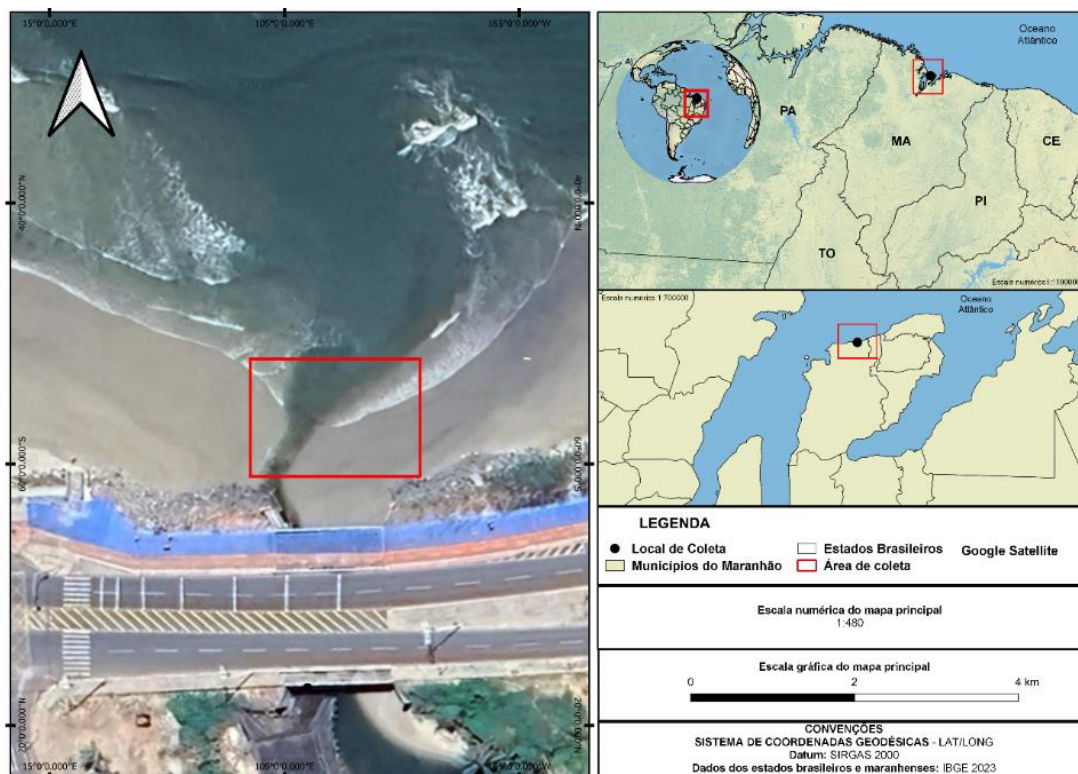 15°0'0.000"E
105°0'0.000"E
165°0'0.000"W
40°0'0.000"N
40°0'0.000"N
60°0'0.000"S
60°0'0.000"S
20°0'0.000"N
20°0'0.000"N
15°0'0.000"E
105°0'0.000"E
165°0'0.000"W
Oceano
Atlântico
PA
MA
CE
PI
TO
Escala numérica 1:700000
Oceano
Atlântico
LEGENDA
Local de Coleta
Estados Brasileiros
Google Satellite
Municípios do Maranhão
Área de coleta
Escala numérica do mapa principal
1:480
Escala gráfica do mapa principal
0 2 4 km
CONVENÇÕES
SISTEMA DE COORDENADAS GEODÉSICAS - LAT/LONG
Datum: SIRGAS 2000
Dados dos estados brasileiros e maranhenses: IBGE 2023